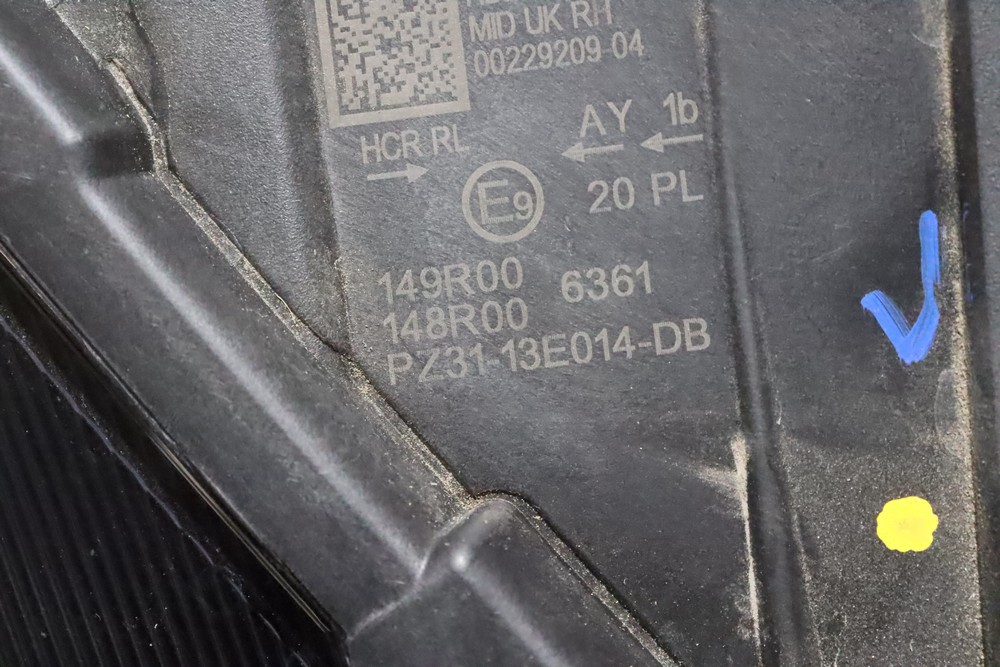 MID UK RH
00229209 04
HCR RL
AY 1b
E9
20 PL
149R00 6361
148R00
PZ31-13E014-DB